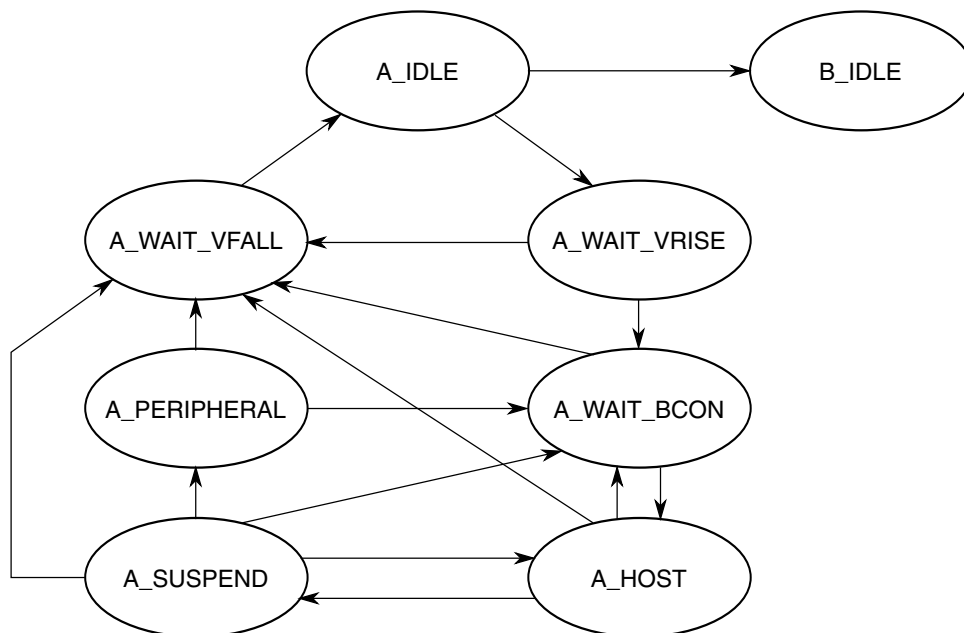 A_IDLE
B_IDLE
A_WAIT_VFALL
A_WAIT_VRISE
A_PERIPHERAL
A_WAIT_BCON
A_SUSPEND
A_HOST